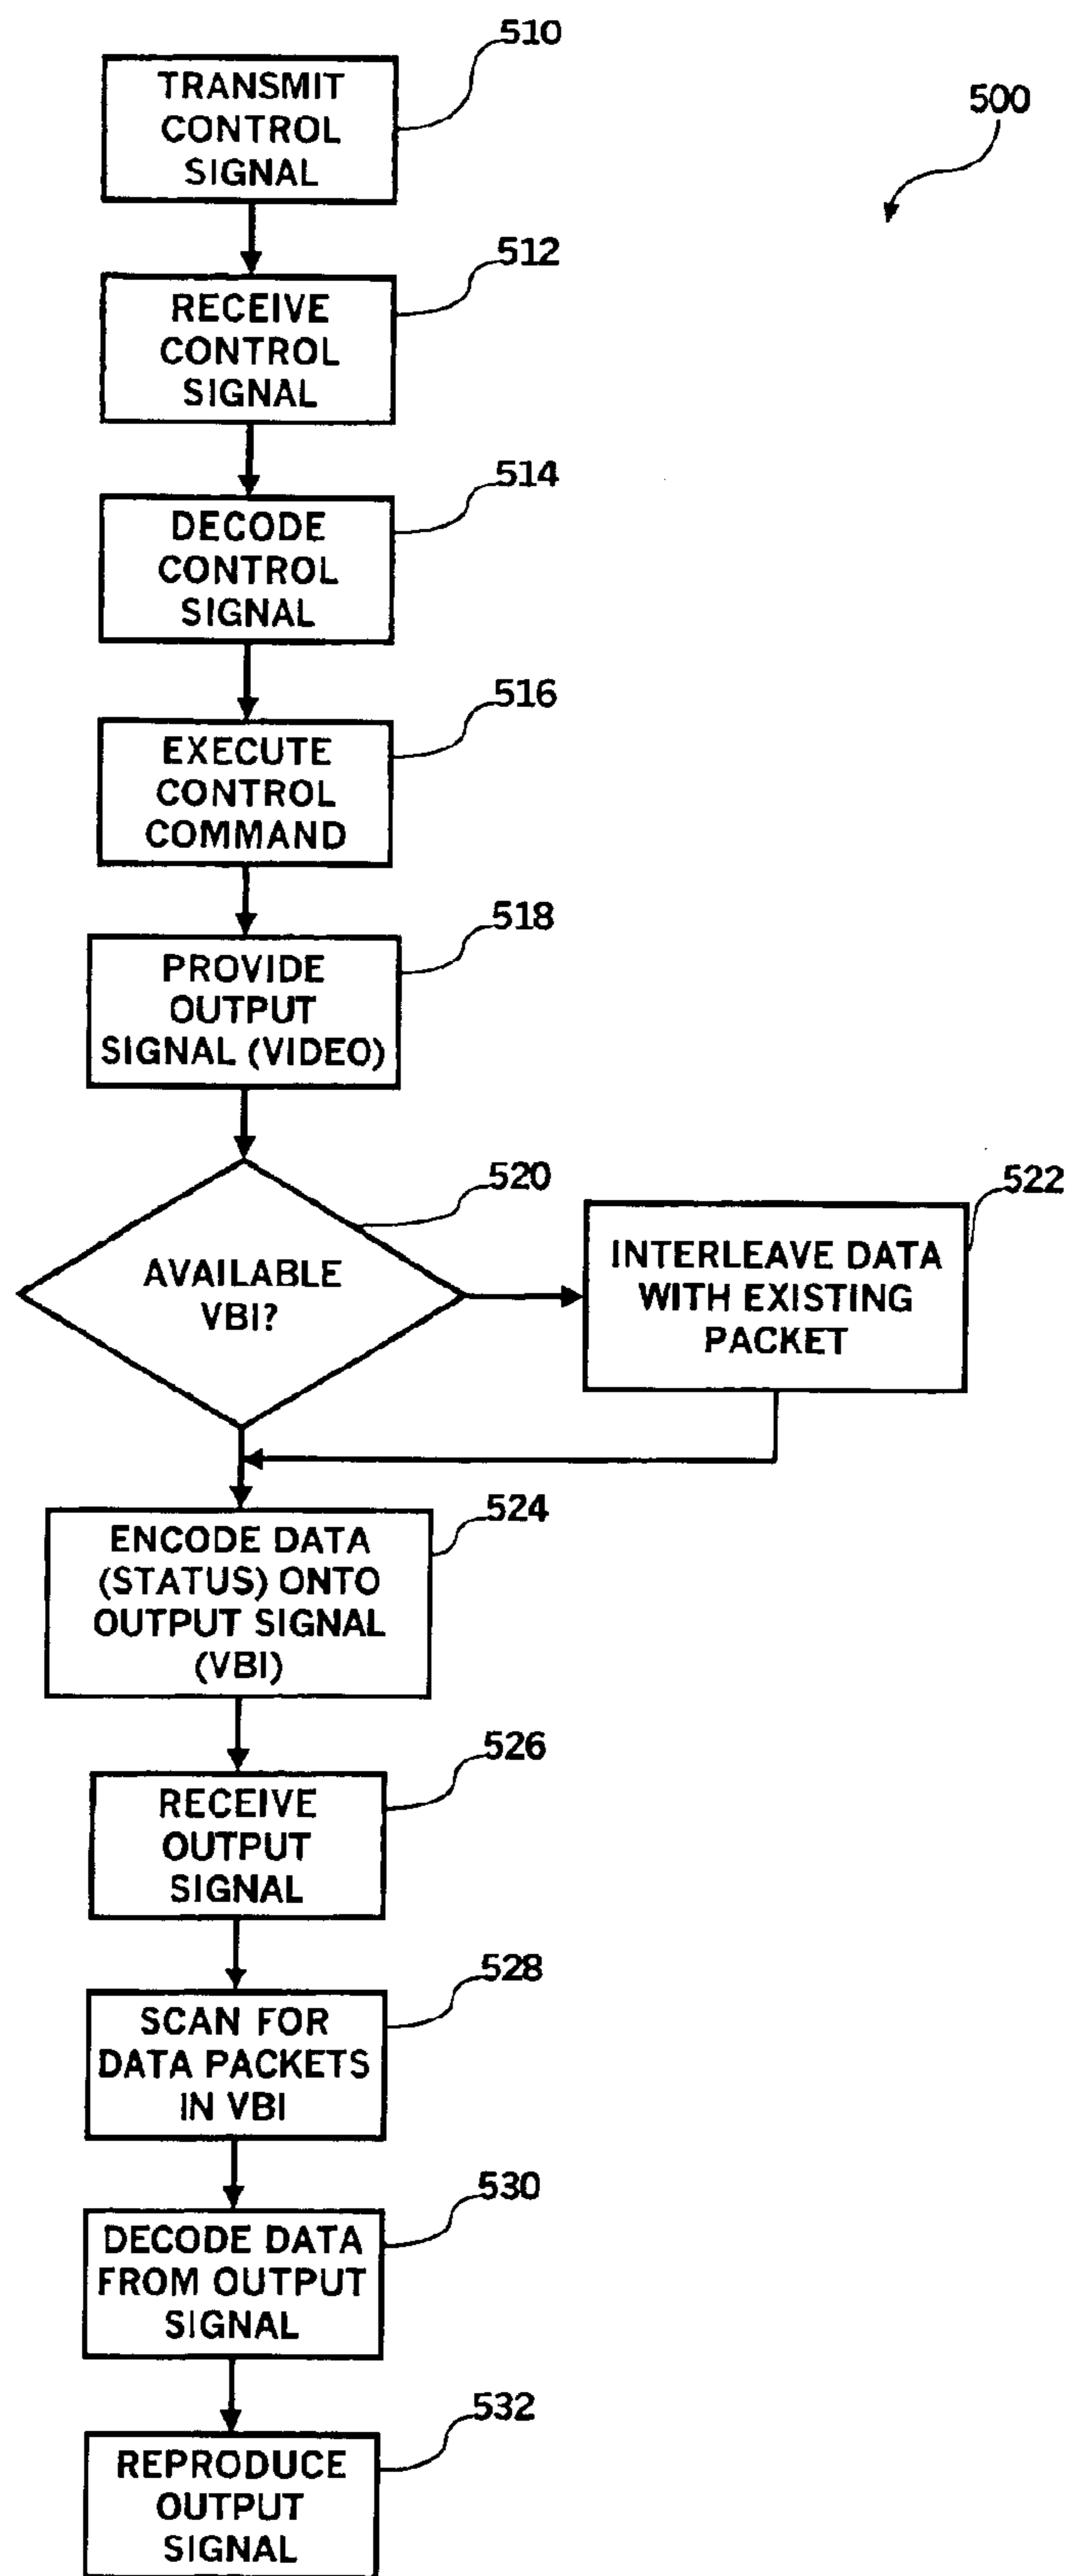 510
TRANSMIT
CONTROL
SIGNAL
500
512
RECEIVE
CONTROL
SIGNAL
514
DECODE
CONTROL
SIGNAL
516
EXECUTE
CONTROL
COMMAND
518
PROVIDE
OUTPUT
SIGNAL (VIDEO)
520
AVAILABLE
VBI?
522
INTERLEAVE DATA
WITH EXISTING
PACKET
524
ENCODE DATA
(STATUS) ONTO
OUTPUT SIGNAL
(VBI)
526
RECEIVE
OUTPUT
SIGNAL
528
SCAN FOR
DATA PACKETS
IN VBI
530
DECODE DATA
FROM OUTPUT
SIGNAL
532
REPRODUCE
OUTPUT
SIGNAL